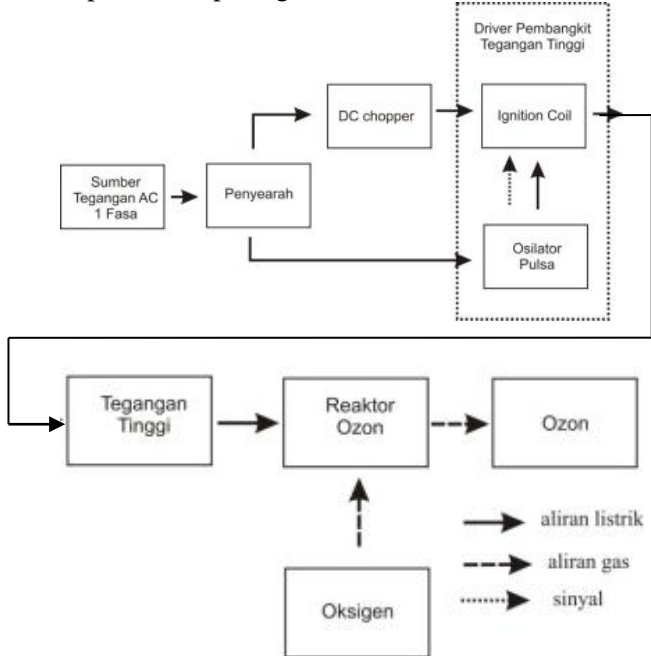 Driver Pembangkit
Tegangan Tinggi
DC chopper
Ignition Coil
Sumber
Tegangan AC
1 Fasa
Penyearah
Osilator
Pulsa
Tegangan
Tinggi
Reaktor
Ozon
Ozon
aliran listrik
aliran gas
sinyal
Oksigen